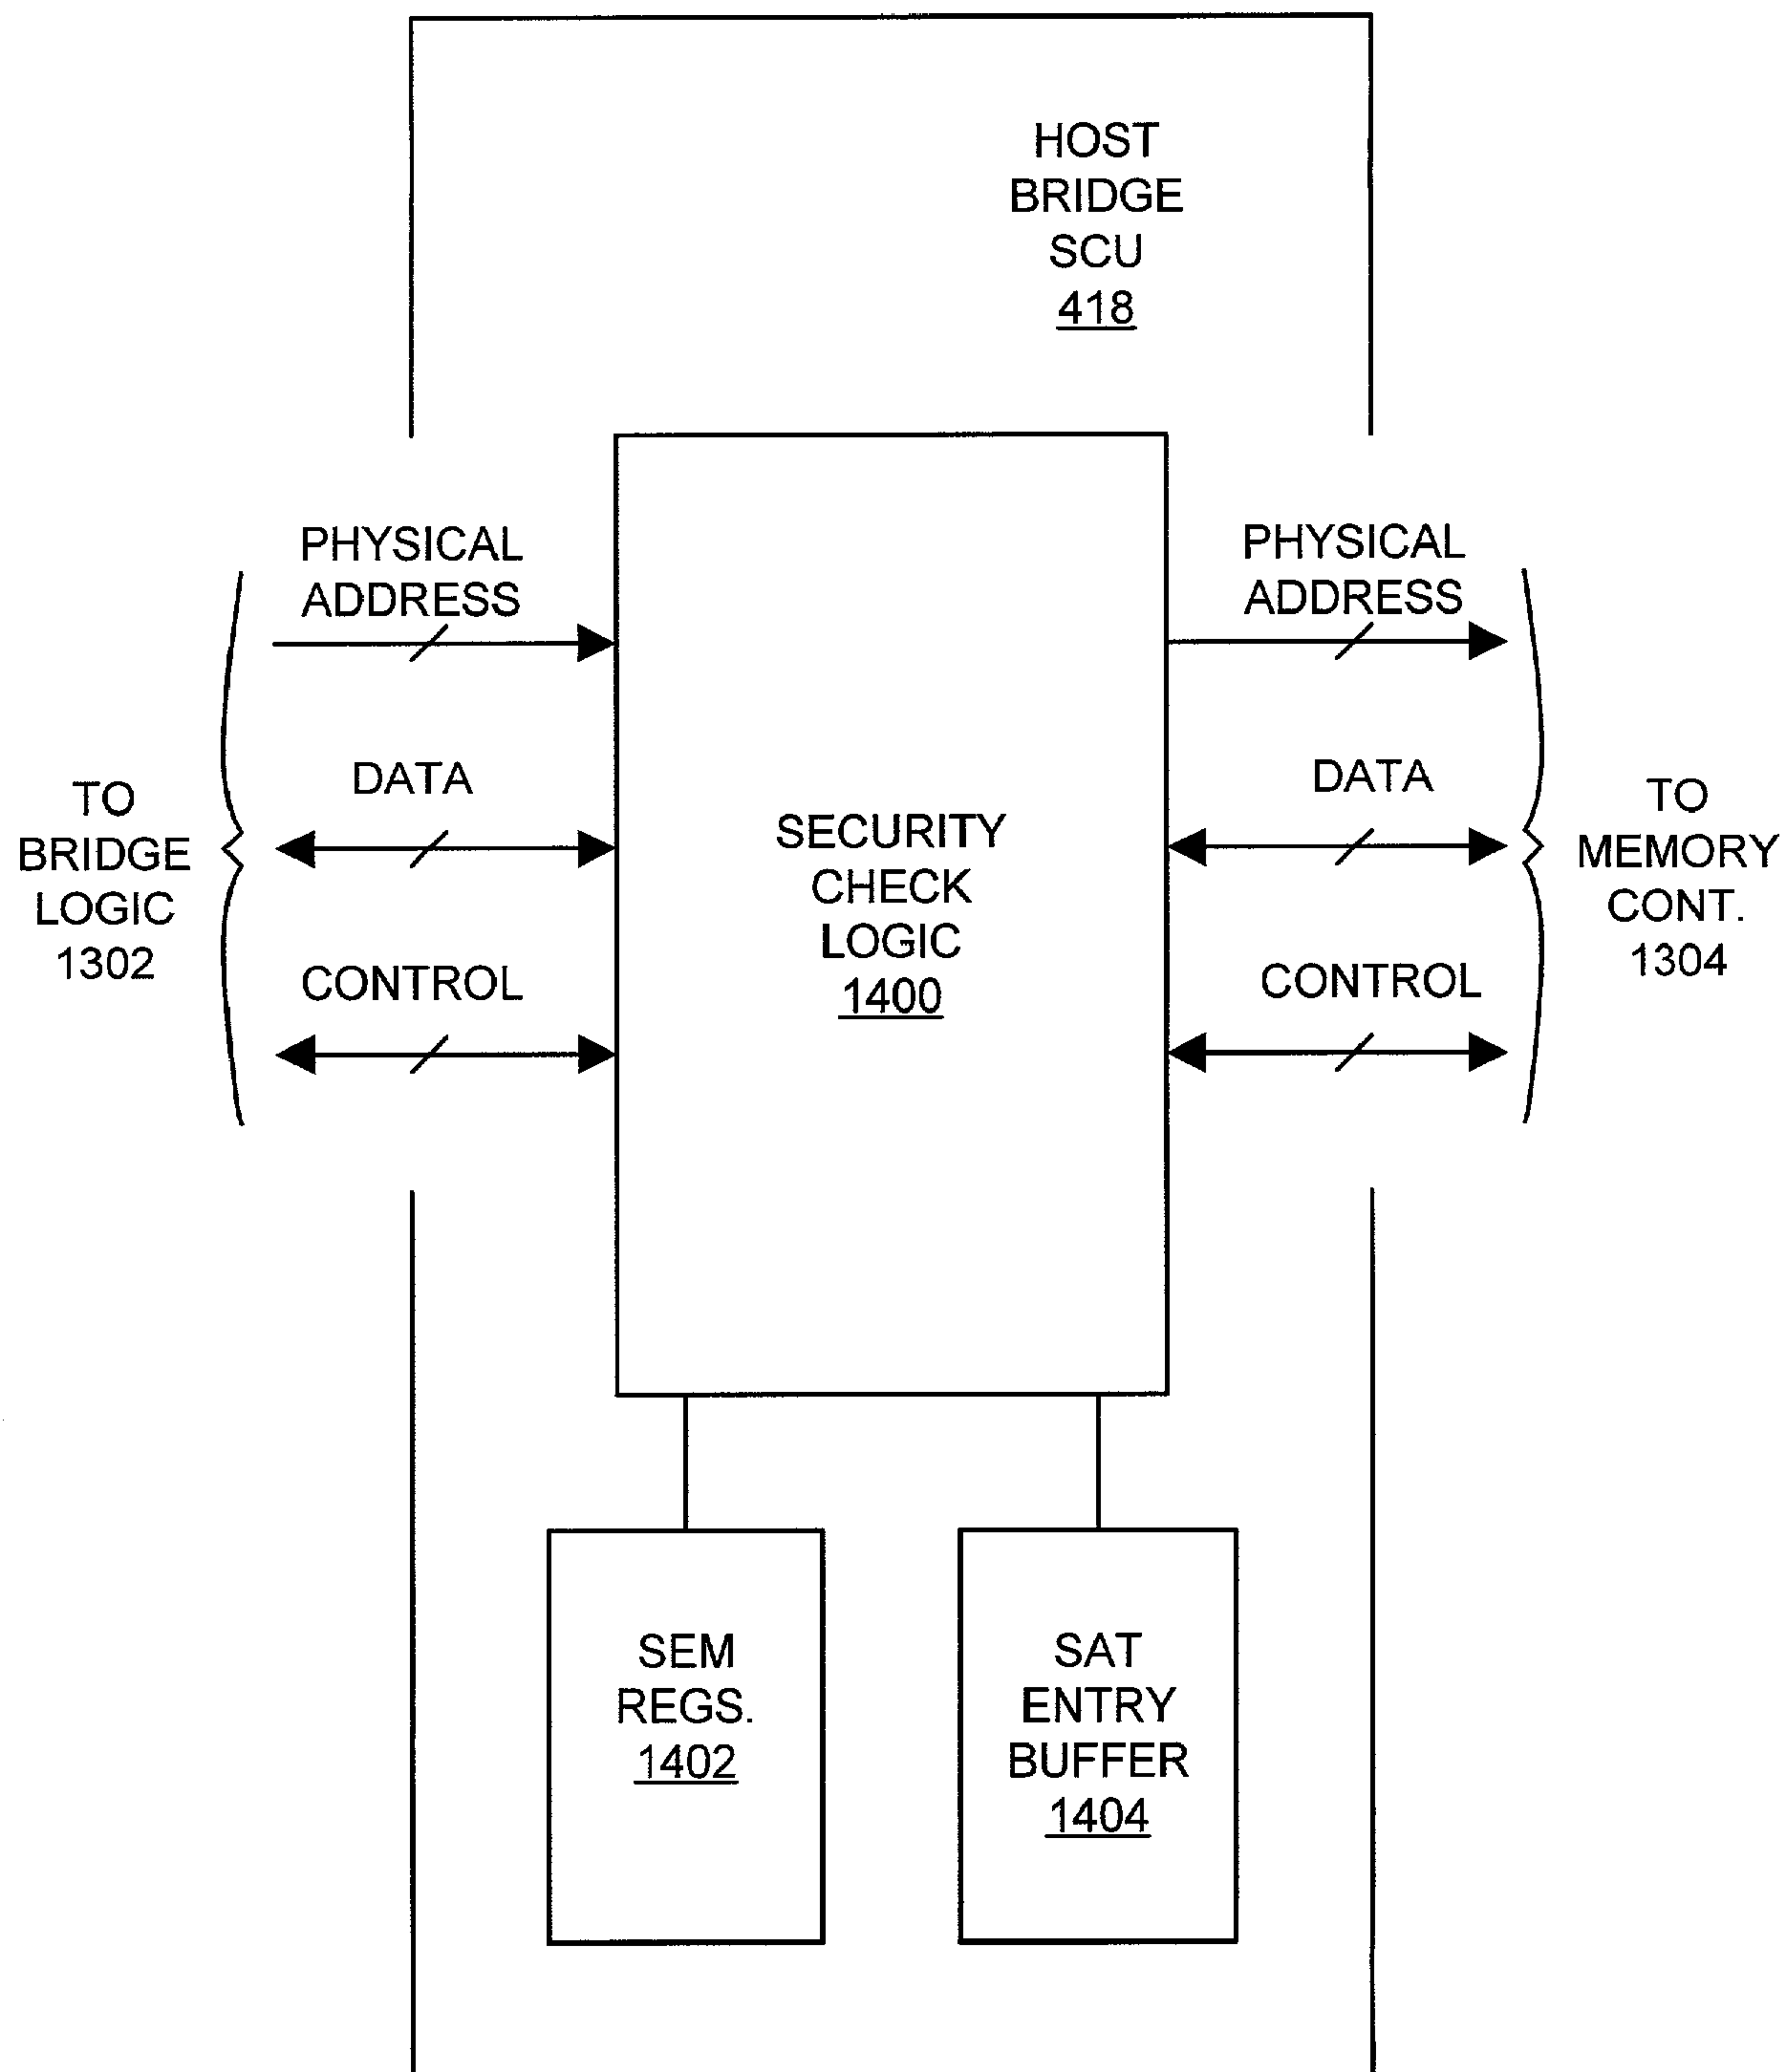 HOST
BRIDGE
SCU
418
PHYSICAL
ADDRESS
DATA
CONTROL
TO
BRIDGE
LOGIC
1302
SECURITY
CHECK
LOGIC
1400
PHYSICAL
ADDRESS
DATA
CONTROL
TO
MEMORY
CONT.
1304
SEM
REGS.
1402
SAT
ENTRY
BUFFER
1404